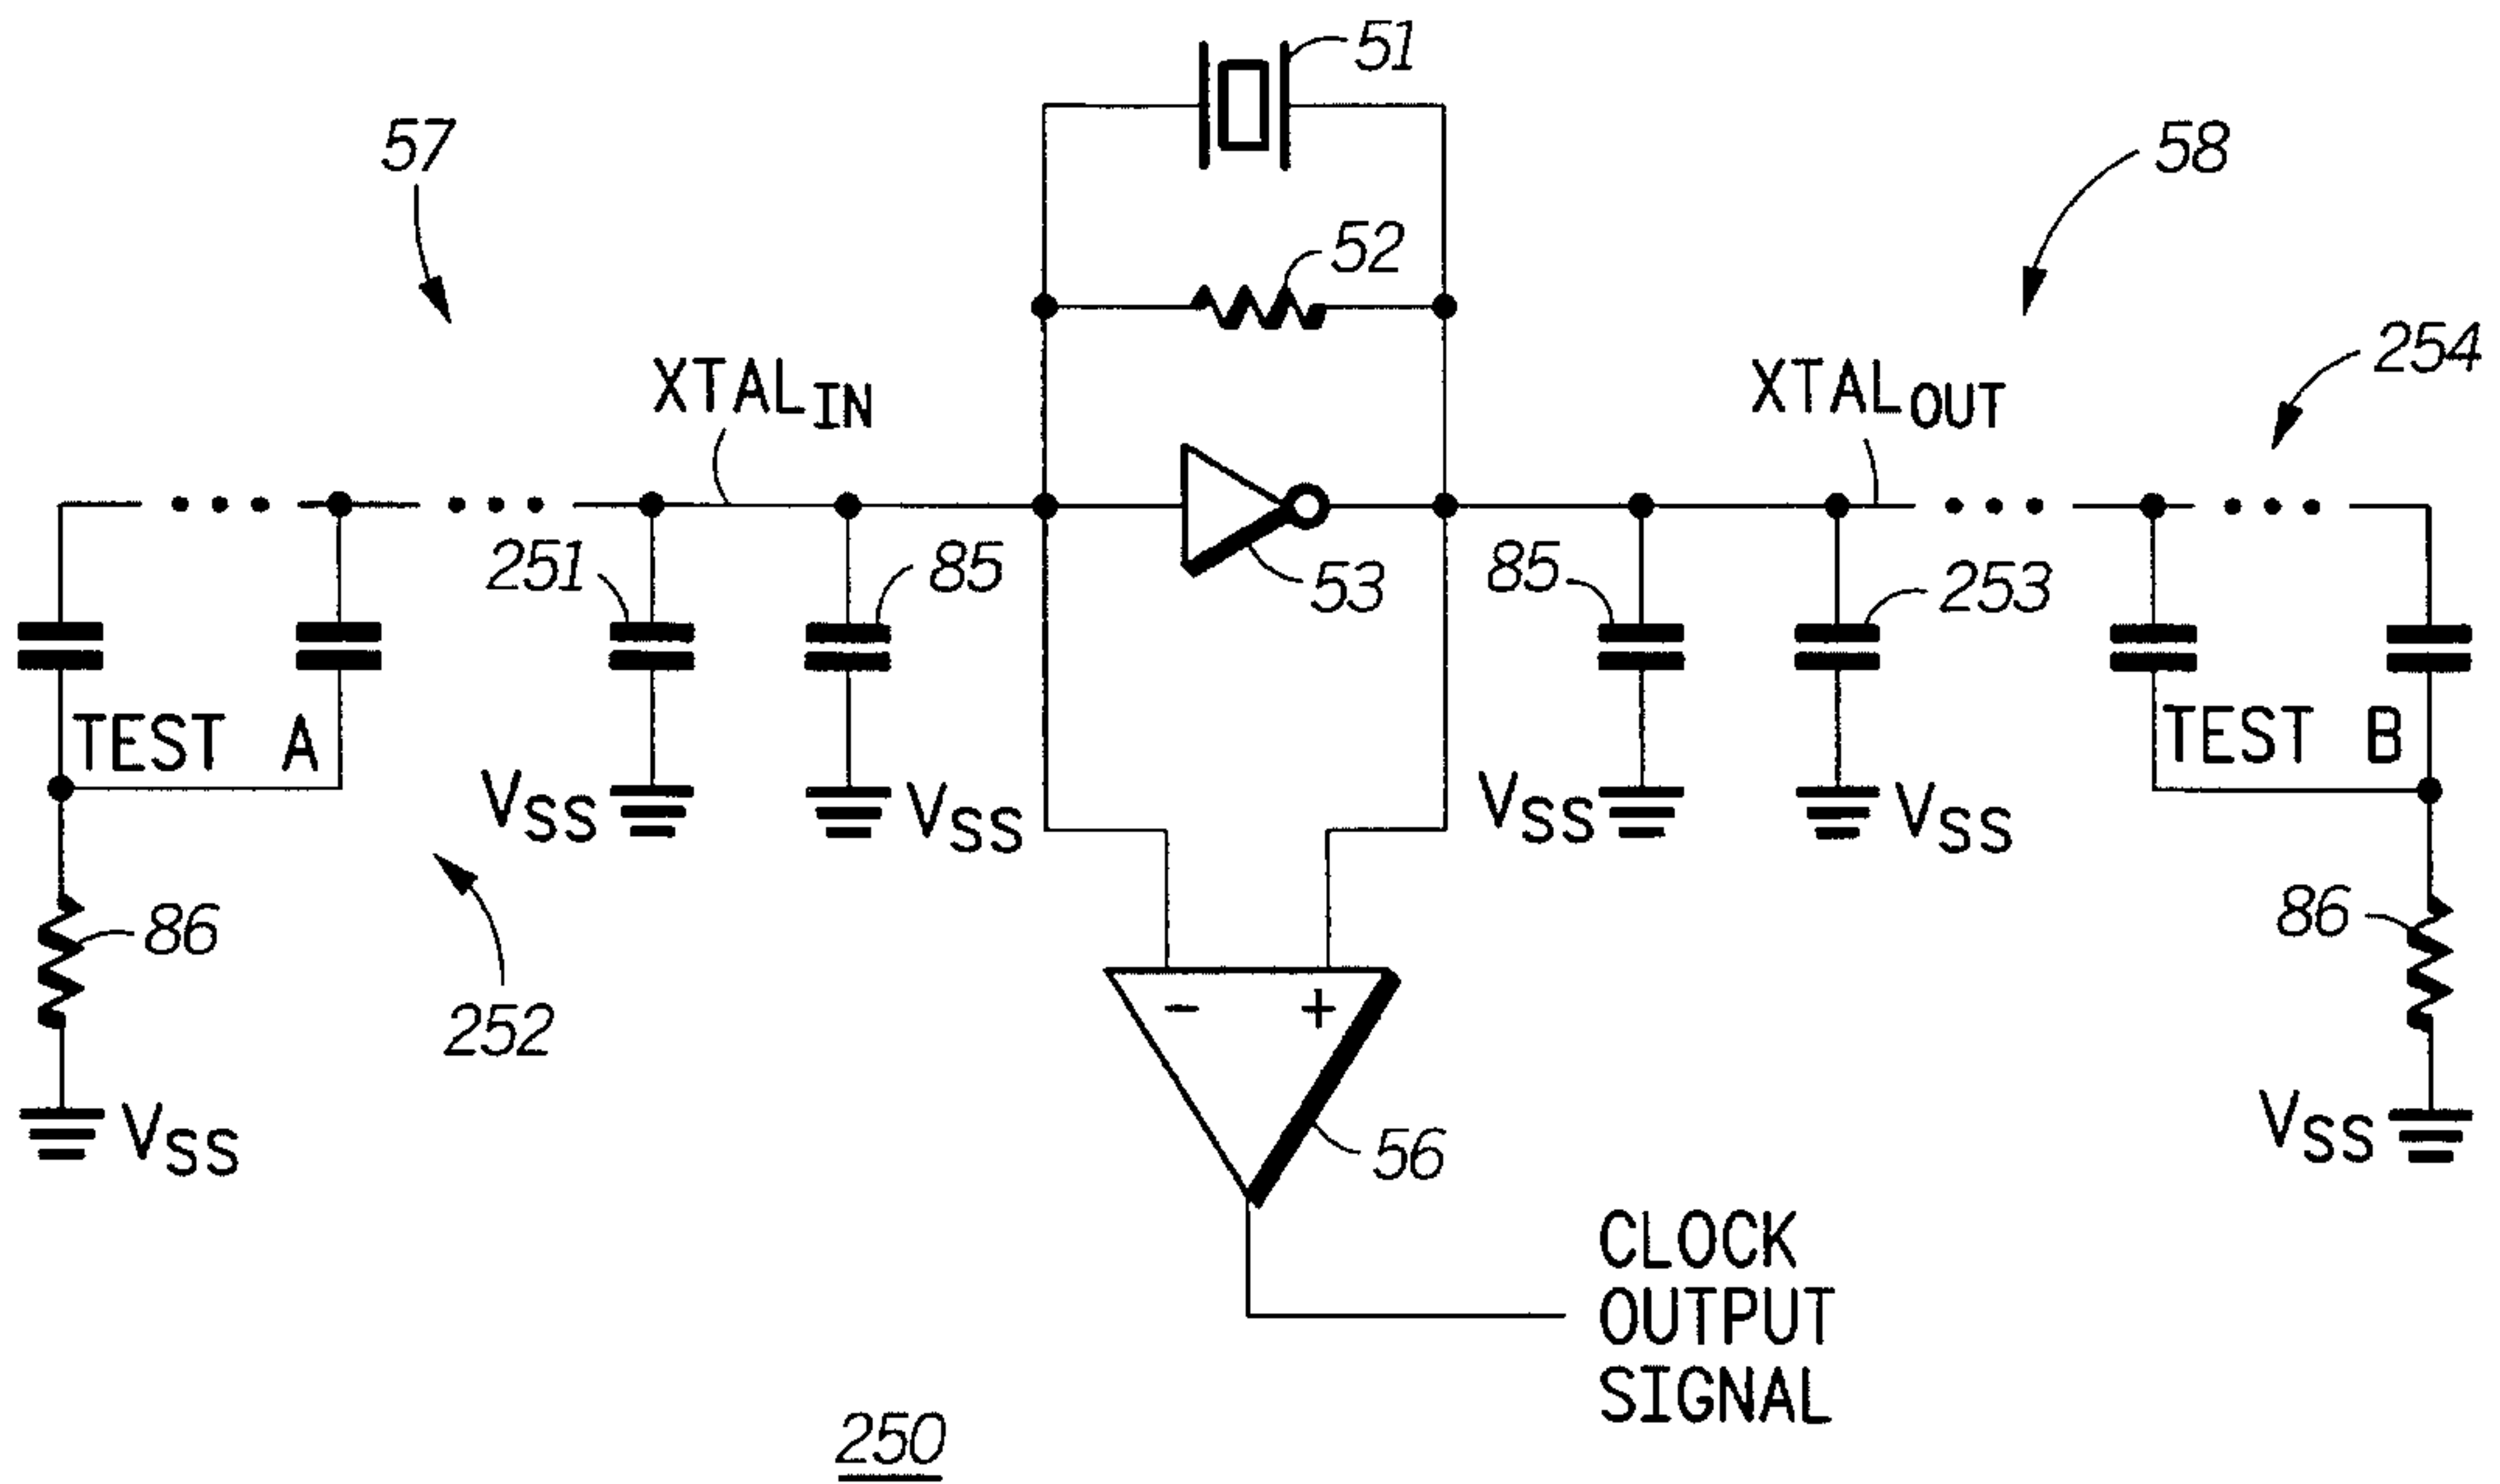 51
57
58
52
254
XTALIN
XTALOUT
251
85
53
85
253
TEST A
TEST B
VSS
VSS
VSS
VSS
86
86
252
- +
VSS
56
VSS
CLOCK
OUTPUT
SIGNAL
250